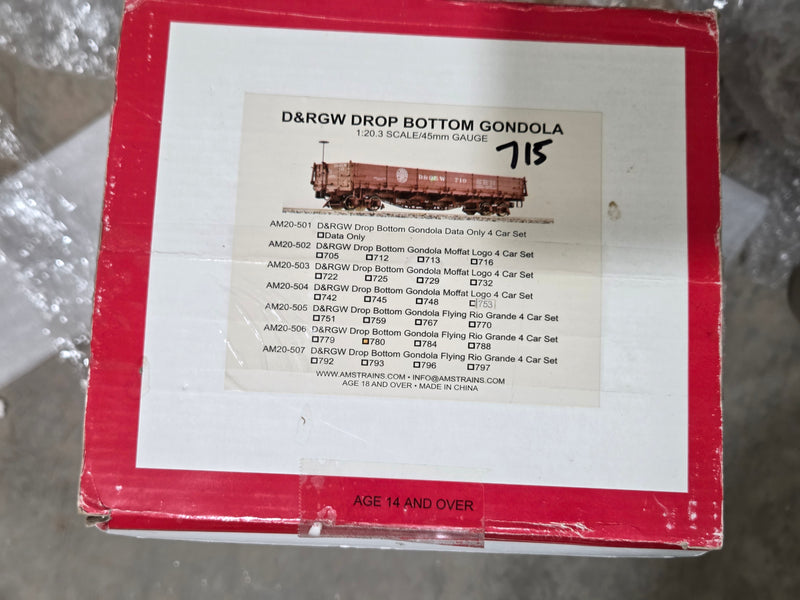 D&RGW DROP BOTTOM GONDOLA
1:20.3 SCALE/45mm GAUGE
715
D&RGW 710
AM20-501 D&RGW Drop Bottom Gondola Data Only 4 Car Set
Data Only
AM20-502 D&RGW Drop Bottom Gondola Moffat Logo 4 Car Set
705 712 713 716
AM20-503 D&RGW Drop Bottom Gondola Moffat Logo 4 Car Set
722 725 729 732
AM20-504 D&RGW Drop Bottom Gondola Moffat Logo 4 Car Set
742 745 748 753
AM20-505 D&RGW Drop Bottom Gondola Flying Rio Grande 4 Car Set
751 759 767 770
AM20-506 D&RGW Drop Bottom Gondola Flying Rio Grande 4 Car Set
779 780 784 788
AM20-507 D&RGW Drop Bottom Gondola Flying Rio Grande 4 Car Set
792 793 796 797
WWW.AMSTRAINS.COM • INFO@AMSTRAINS.COM
AGE 18 AND OVER • MADE IN CHINA
AGE 14 AND OVER